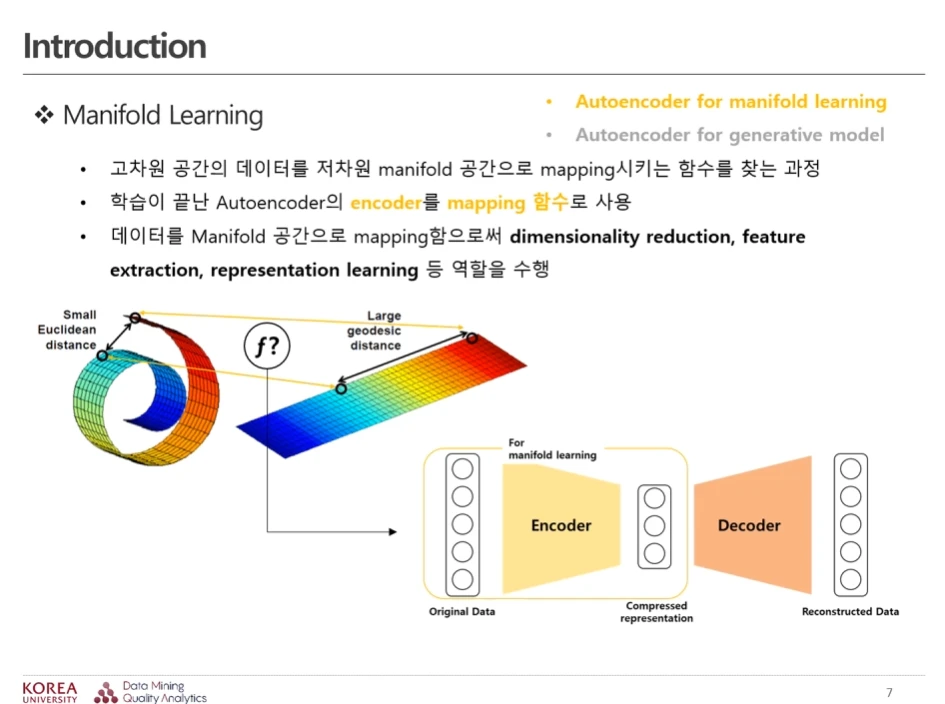 Introduction
❖ Manifold Learning
• Autoencoder for manifold learning
• Autoencoder for generative model
• 고차원 공간의 데이터를 저차원 manifold 공간으로 mapping시키는 함수를 찾는 과정
• 학습이 끝난 Autoencoder의 encoder를 mapping 함수로 사용
• 데이터를 Manifold 공간으로 mapping함으로써 dimensionality reduction, feature
extraction, representation learning 등 역할을 수행
Small
Euclidean
distance
f?
Large
geodesic
distance
For
manifold learning
Encoder
Decoder
Original Data
Compressed
representation
Reconstructed Data
KOREA
UNIVERSITY
Data Mining
Quality Analytics
7